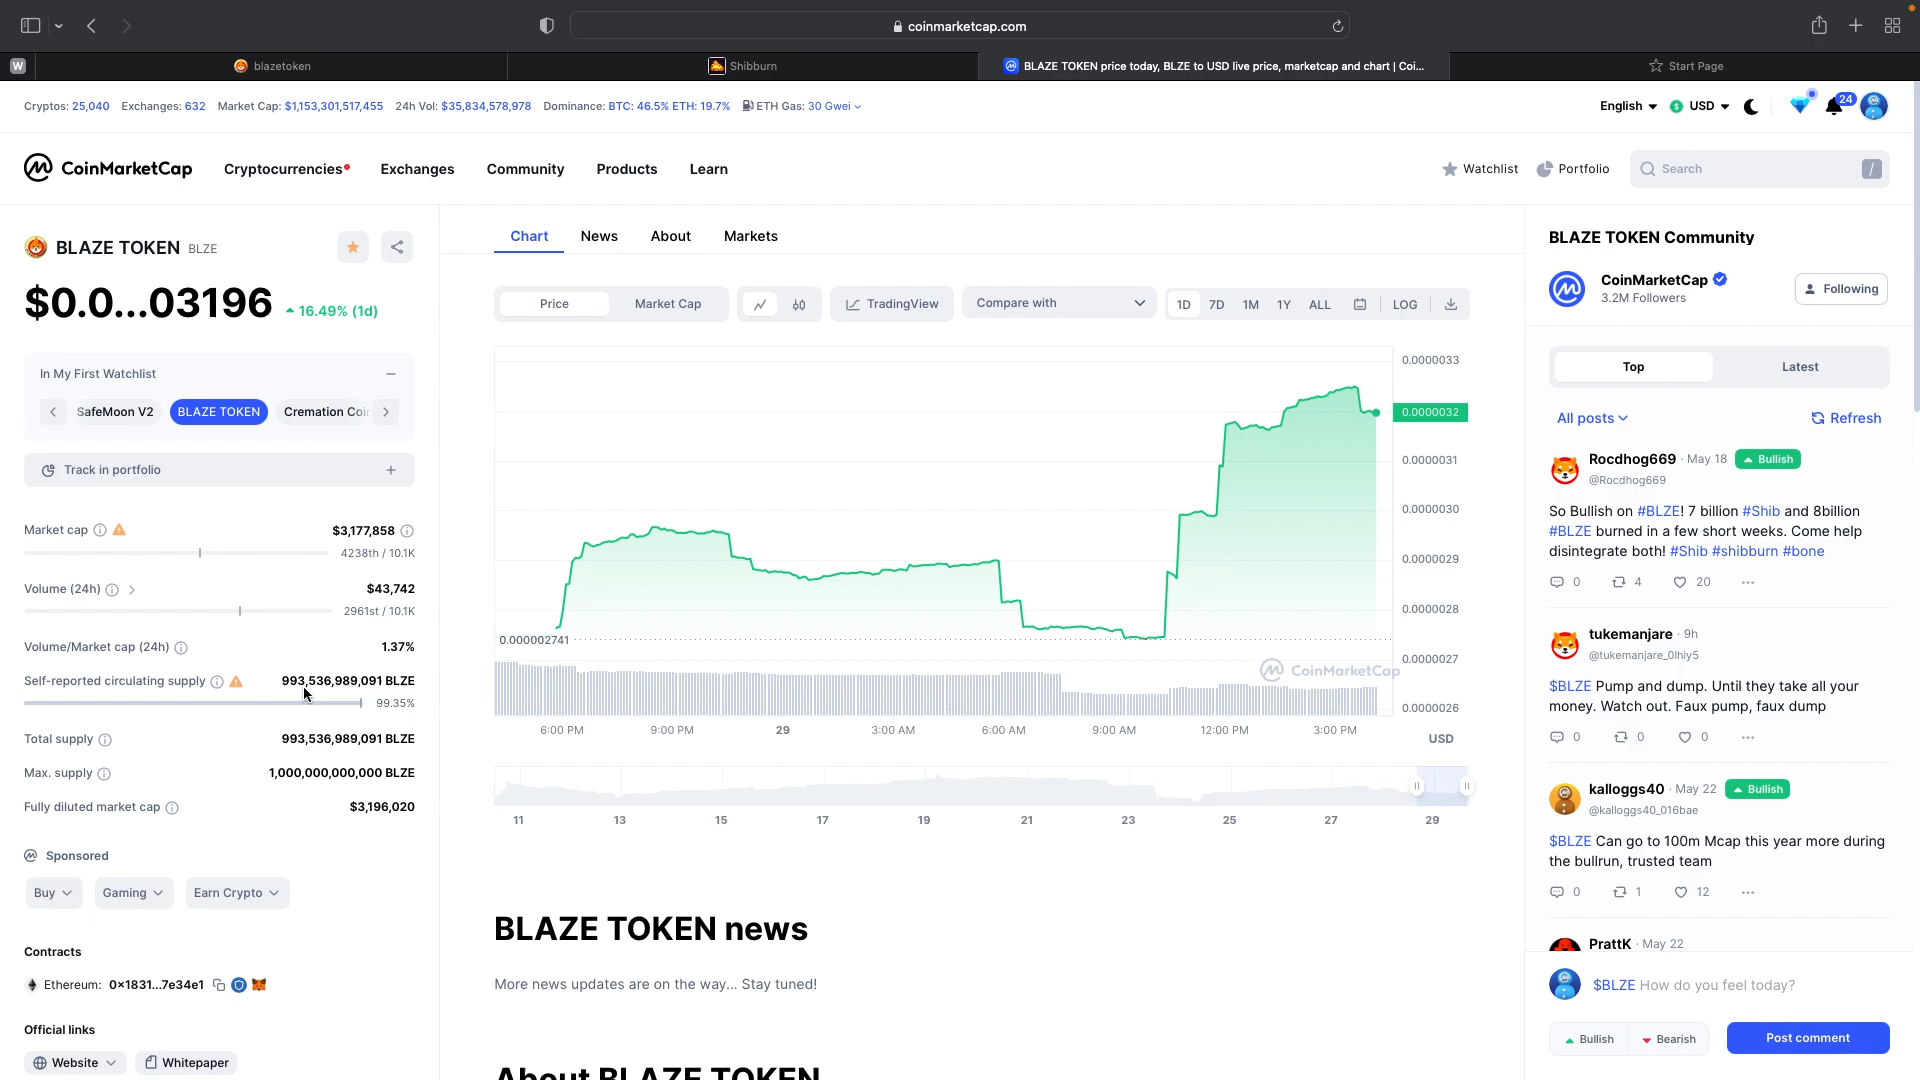 coinmarketcap.com
W
blazetoken
Shibburn
BLAZE TOKEN price today, BLZE to USD live price, marketcap and chart | Coi...
Start Page
Cryptos: 25,040 Exchanges: 632 Market Cap: $1,153,301,517,455 24h Vol: $35,834,578,978 Dominance: BTC: 46.5% ETH: 19.7% ETH Gas: 30 Gwei
English USD 24
CoinMarketCap Cryptocurrencies Exchanges Community Products Learn
Watchlist Portfolio Search /
BLAZE TOKEN BLZE
$0.0...03196 16.49% (1d)
In My First Watchlist
SafeMoon V2 BLAZE TOKEN Cremation Coin
Track in portfolio +
Market cap $3,177,858
4238th / 10.1K
Volume (24h) $43,742
2961st / 10.1K
Volume/Market cap (24h) 1.37%
Self-reported circulating supply 993,536,989,091 BLZE
99.35%
Total supply 993,536,989,091 BLZE
Max. supply 1,000,000,000,000 BLZE
Fully diluted market cap $3,196,020
Sponsored
Buy Gaming Earn Crypto
Contracts
Ethereum: 0x1831...7e34e1
Official links
Website Whitepaper
Chart News About Markets
Price Market Cap TradingView Compare with 1D 7D 1M 1Y ALL LOG
0.0000033
0.0000032
0.0000031
0.0000030
0.0000029
0.0000028
0.000002741
0.0000027
CoinMarketCap
0.0000026
6:00 PM 9:00 PM 29 3:00 AM 6:00 AM 9:00 AM 12:00 PM 3:00 PM
USD
11 13 15 17 19 21 23 25 27 29
BLAZE TOKEN news
More news updates are on the way... Stay tuned!
About BLAZE TOKEN
BLAZE TOKEN Community
CoinMarketCap
3.2M Followers
Following
Top Latest
All posts Refresh
Rocdhog669 · May 18 Bullish
@Rocdhog669
So Bullish on #BLZE! 7 billion #Shib and 8billion
#BLZE burned in a few short weeks. Come help
disintegrate both! #Shib #shibburn #bone
0 4 20 ...
tukemanjare · 9h
@tukemanjare_0lhiy5
$BLZE Pump and dump. Until they take all your
money. Watch out. Faux pump, faux dump
0 0 0 ...
kalloggs40 · May 22 Bullish
@kalloggs40_016bae
$BLZE Can go to 100m Mcap this year more during
the bullrun, trusted team
0 1 12 ...
PrattK · May 22
$BLZE How do you feel today?
Bullish Bearish Post comment